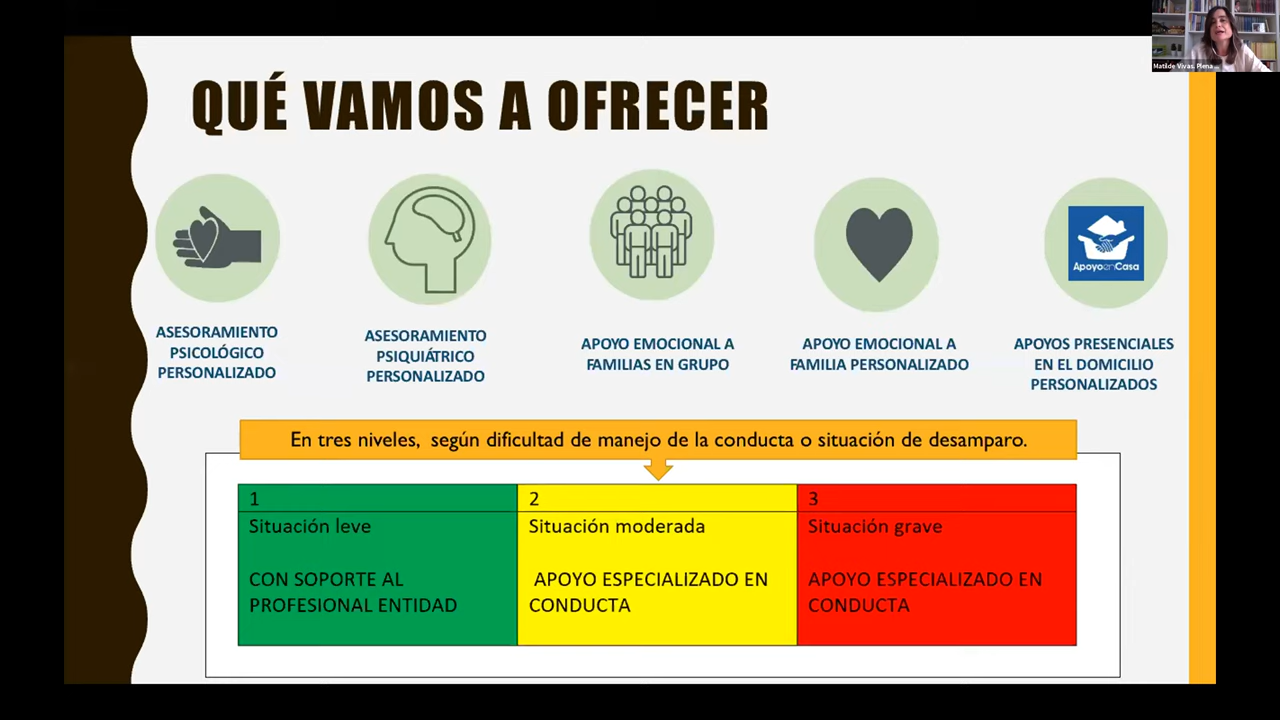 Matilde Vivas. Plena ...
QUÉ VAMOS A OFRECER
ApoyoenCasa
ASESORAMIENTO
PSICOLÓGICO
PERSONALIZADO
ASESORAMIENTO
PSIQUIÁTRICO
PERSONALIZADO
APOYO EMOCIONAL A
FAMILIAS EN GRUPO
APOYO EMOCIONAL A
FAMILIA PERSONALIZADO
APOYOS PRESENCIALES
EN EL DOMICILIO
PERSONALIZADOS
En tres niveles, según dificultad de manejo de la conducta o situación de desamparo.
1
Situación leve
CON SOPORTE AL
PROFESIONAL ENTIDAD
2
Situación moderada
APOYO ESPECIALIZADO EN
CONDUCTA
3
Situación grave
APOYO ESPECIALIZADO EN
CONDUCTA